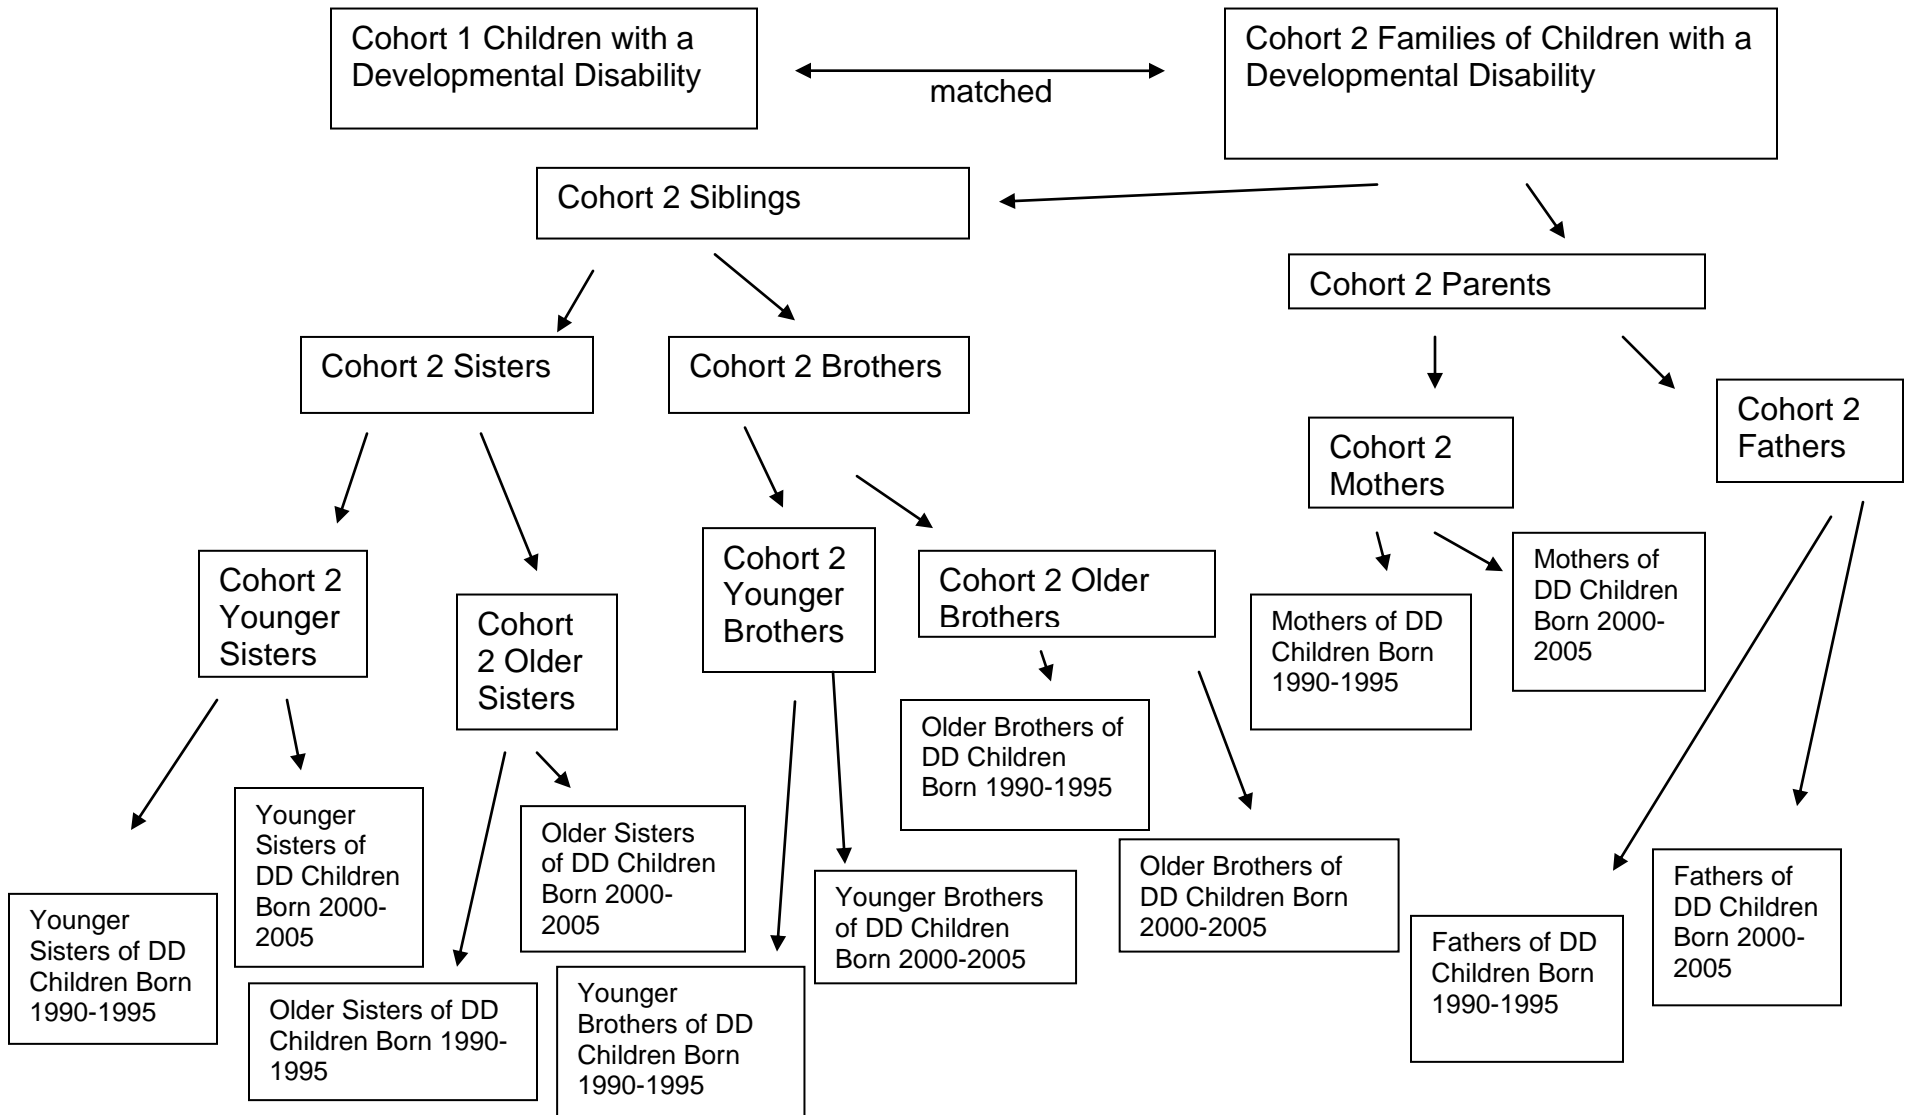 Cohort 1 Children with a
Developmental Disability
matched
Cohort 2 Families of Children with a
Developmental Disability
Cohort 2 Siblings
Cohort 2 Parents
Cohort 2 Sisters
Cohort 2 Brothers
Cohort 2
Mothers
Cohort 2
Fathers
Cohort 2
Younger
Sisters
Cohort
2 Older
Sisters
Cohort 2
Younger
Brothers
Cohort 2 Older
Brothers
Mothers of DD
Children Born
1990-1995
Mothers of
DD Children
Born 2000-
2005
Younger
Sisters of DD
Children Born
1990-1995
Younger
Sisters of
DD Children
Born 2000-
2005
Older Sisters of DD
Children Born 1990-
1995
Older Sisters
of DD Children
Born 2000-
2005
Younger
Brothers of DD
Children Born
1990-1995
Younger Brothers
of DD Children
Born 2000-2005
Older Brothers of
DD Children
Born 1990-1995
Older Brothers of
DD Children Born
2000-2005
Fathers of DD
Children Born
1990-1995
Fathers of
DD Children
Born 2000-
2005